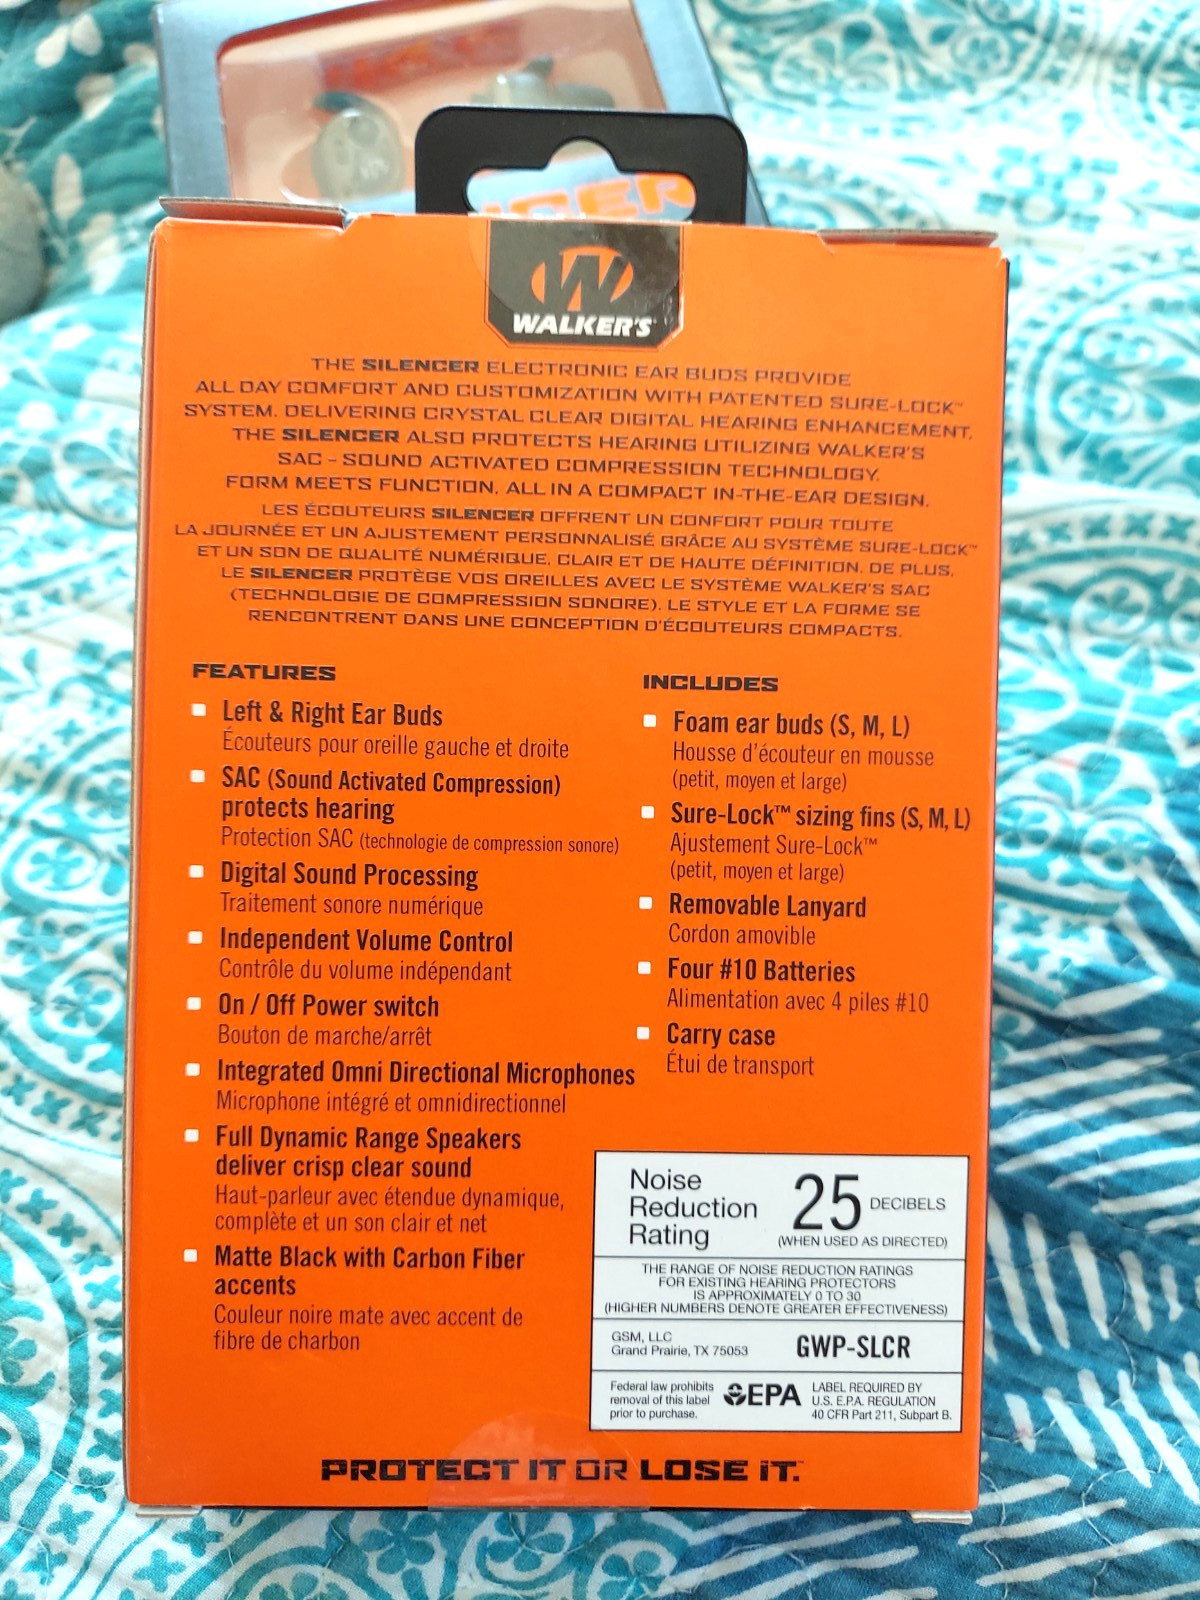 CER
WALKER'S
THE SILENCER ELECTRONIC EAR BUDS PROVIDE
ALL DAY COMFORT AND CUSTOMIZATION WITH PATENTED SURE-LOCK™
SYSTEM, DELIVERING CRYSTAL CLEAR DIGITAL HEARING ENHANCEMENT.
THE SILENCER ALSO PROTECTS HEARING UTILIZING WALKER'S
SAC - SOUND ACTIVATED COMPRESSION TECHNOLOGY.
FORM MEETS FUNCTION, ALL IN A COMPACT IN-THE-EAR DESIGN.
LES ÉCOUTEURS SILENCER OFFRENT UN CONFORT POUR TOUTE
LA JOURNÉE ET UN AJUSTEMENT PERSONNALISÉ GRÂCE AU SYSTÈME SURE-LOCK™
ET UN SON DE QUALITÉ NUMÉRIQUE, CLAIR ET DE HAUTE DÉFINITION. DE PLUS,
LE SILENCER PROTÈGE VOS OREILLES AVEC LE SYSTÈME WALKER'S SAC
(TECHNOLOGIE DE COMPRESSION SONORE). LE STYLE ET LA FORME SE
RENCONTRENT DANS UNE CONCEPTION D'ÉCOUTEURS COMPACTS.
FEATURES
Left & Right Ear Buds
Écouteurs pour oreille gauche et droite
SAC (Sound Activated Compression)
protects hearing
Protection SAC (technologie de compression sonore)
Digital Sound Processing
Traitement sonore numérique
Independent Volume Control
Contrôle du volume indépendant
On / Off Power switch
Bouton de marche/arrêt
Integrated Omni Directional Microphones
Microphone intégré et omnidirectionnel
Full Dynamic Range Speakers
deliver crisp clear sound
Haut-parleur avec étendue dynamique,
complète et un son clair et net
Matte Black with Carbon Fiber
accents
Couleur noire mate avec accent de
fibre de charbon
INCLUDES
Foam ear buds (S, M, L)
Housse d'écouteur en mousse
(petit, moyen et large)
Sure-Lock™ sizing fins (S, M, L)
Ajustement Sure-Lock™
(petit, moyen et large)
Removable Lanyard
Cordon amovible
Four #10 Batteries
Alimentation avec 4 piles #10
Carry case
Étui de transport
Noise
Reduction
Rating
25 DECIBELS
(WHEN USED AS DIRECTED)
THE RANGE OF NOISE REDUCTION RATINGS
FOR EXISTING HEARING PROTECTORS
IS APPROXIMATELY 0 TO 30
(HIGHER NUMBERS DENOTE GREATER EFFECTIVENESS)
GSM, LLC
Grand Prairie, TX 75053
GWP-SLCR
Federal law prohibits
removal of this label
prior to purchase.
EPA
LABEL REQUIRED BY
U.S. E.P.A. REGULATION
40 CFR Part 211, Subpart B.
PROTECT IT OR LOSE IT.™